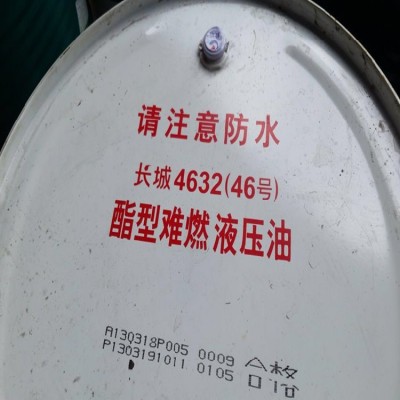 请注意防水
长城4632(46号)
酯型难燃液压油
A130318P005 0009 合格
P1303191011 0105